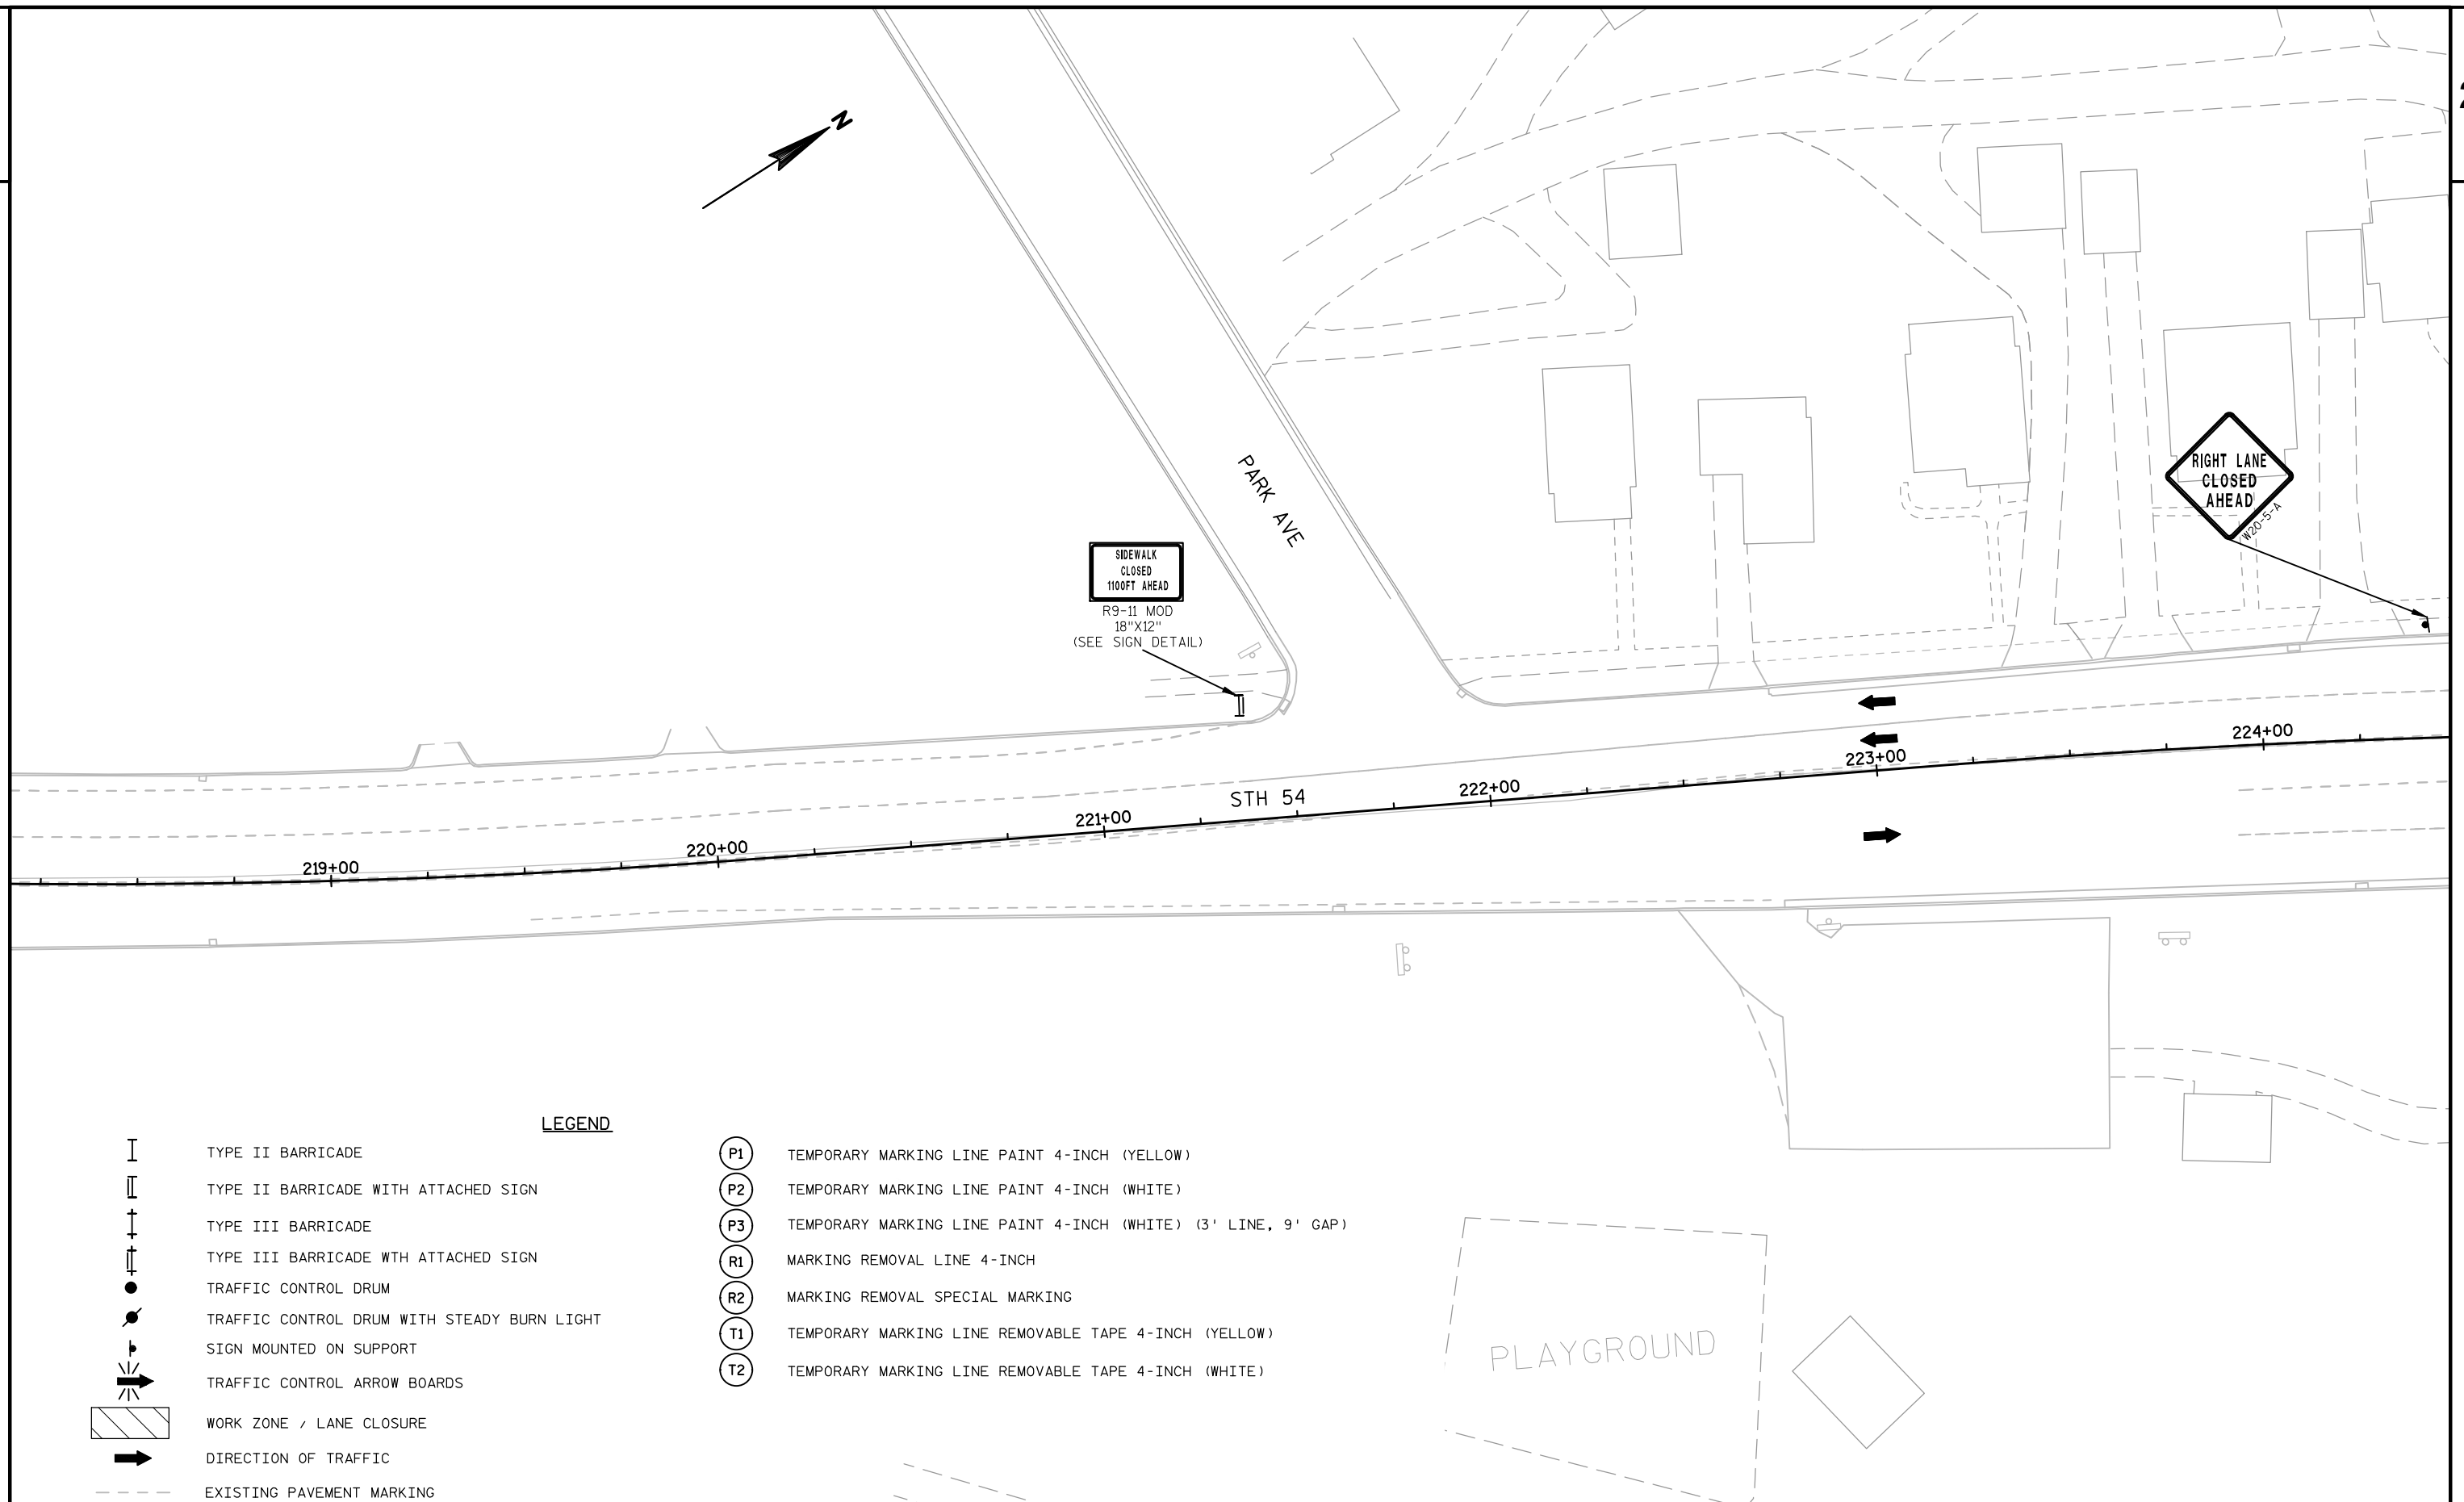 N
PARK AVE
SIDEWALK
CLOSED
1100FT AHEAD
R9-11 MOD
18"X12"
(SEE SIGN DETAIL)
RIGHT LANE
CLOSED
AHEAD
W20-5-A
219+00
220+00
221+00
STH 54
222+00
223+00
224+00
LEGEND
TYPE II BARRICADE
TYPE II BARRICADE WITH ATTACHED SIGN
TYPE III BARRICADE
TYPE III BARRICADE WTH ATTACHED SIGN
TRAFFIC CONTROL DRUM
TRAFFIC CONTROL DRUM WITH STEADY BURN LIGHT
SIGN MOUNTED ON SUPPORT
TRAFFIC CONTROL ARROW BOARDS
WORK ZONE / LANE CLOSURE
DIRECTION OF TRAFFIC
EXISTING PAVEMENT MARKING
P1 TEMPORARY MARKING LINE PAINT 4-INCH (YELLOW)
P2 TEMPORARY MARKING LINE PAINT 4-INCH (WHITE)
P3 TEMPORARY MARKING LINE PAINT 4-INCH (WHITE) (3' LINE, 9' GAP)
R1 MARKING REMOVAL LINE 4-INCH
R2 MARKING REMOVAL SPECIAL MARKING
T1 TEMPORARY MARKING LINE REMOVABLE TAPE 4-INCH (YELLOW)
T2 TEMPORARY MARKING LINE REMOVABLE TAPE 4-INCH (WHITE)
PLAYGROUND